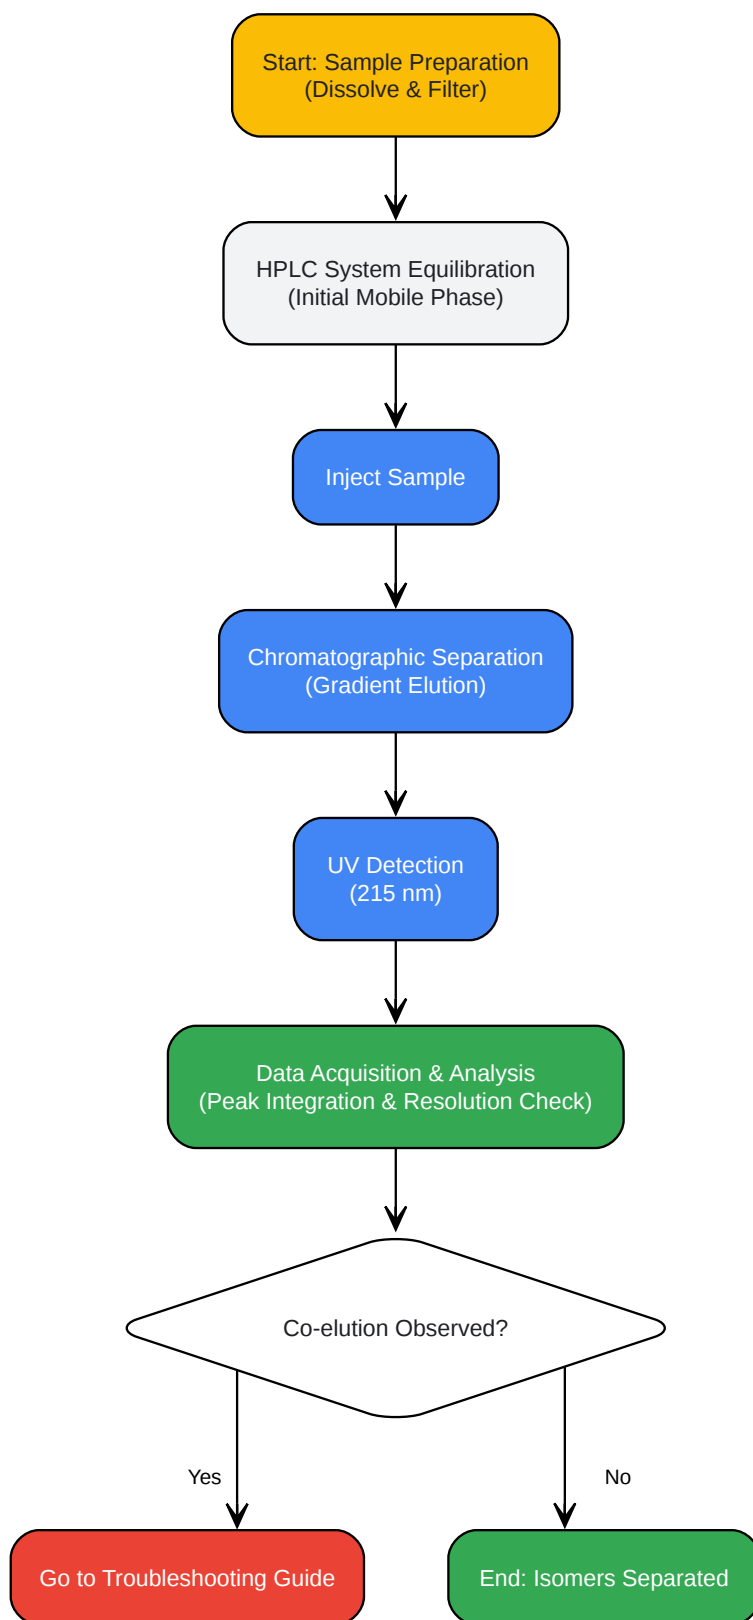 Start: Sample Preparation
(Dissolve & Filter)
HPLC System Equilibration
(Initial Mobile Phase)
Inject Sample
Chromatographic Separation
(Gradient Elution)
UV Detection
(215 nm)
Data Acquisition & Analysis
(Peak Integration & Resolution Check)
Co-elution Observed?
Yes
No
Go to Troubleshooting Guide
End: Isomers Separated